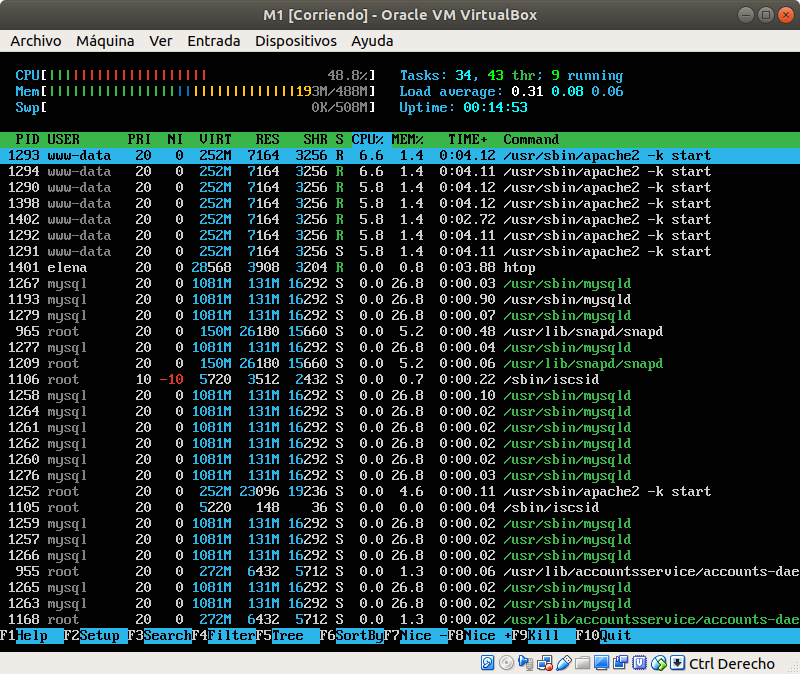 M1 [Corriendo] - Oracle VM VirtualBox
Archivo Máquina Ver Entrada Dispositivos Ayuda
CPU[||||||||||||||||||| 48.8%] Tasks: 34, 43 thr; 9 running
Mem[|||||||||||||||||||||||||||||193M/488M] Load average: 0.31 0.08 0.06
Swp[ 0K/508M] Uptime: 00:14:53
PID USER PRI NI VIRT RES SHR S CPU% MEM% TIME+ Command
1293 www-data 20 0 252M 7164 3256 R 6.6 1.4 0:04.12 /usr/sbin/apache2 -k start
1294 www-data 20 0 252M 7164 3256 R 6.6 1.4 0:04.11 /usr/sbin/apache2 -k start
1290 www-data 20 0 252M 7164 3256 R 5.8 1.4 0:04.12 /usr/sbin/apache2 -k start
1398 www-data 20 0 252M 7164 3256 R 5.8 1.4 0:04.12 /usr/sbin/apache2 -k start
1402 www-data 20 0 252M 7164 3256 R 5.8 1.4 0:02.72 /usr/sbin/apache2 -k start
1292 www-data 20 0 252M 7164 3256 R 5.8 1.4 0:04.11 /usr/sbin/apache2 -k start
1291 www-data 20 0 252M 7164 3256 S 5.8 1.4 0:04.11 /usr/sbin/apache2 -k start
1401 elena 20 0 28568 3908 3204 R 0.0 0.8 0:03.88 htop
1267 mysql 20 0 1081M 131M 16292 S 0.0 26.8 0:00.03 /usr/sbin/mysqld
1193 mysql 20 0 1081M 131M 16292 S 0.0 26.8 0:00.90 /usr/sbin/mysqld
1279 mysql 20 0 1081M 131M 16292 S 0.0 26.8 0:00.07 /usr/sbin/mysqld
965 root 20 0 150M 26180 15660 S 0.0 5.2 0:00.48 /usr/lib/snapd/snapd
1277 mysql 20 0 1081M 131M 16292 S 0.0 26.8 0:00.04 /usr/sbin/mysqld
1209 root 20 0 150M 26180 15660 S 0.0 5.2 0:00.06 /usr/lib/snapd/snapd
1106 root 10 -10 5720 3512 2432 S 0.0 0.7 0:00.22 /sbin/iscsid
1258 mysql 20 0 1081M 131M 16292 S 0.0 26.8 0:00.10 /usr/sbin/mysqld
1264 mysql 20 0 1081M 131M 16292 S 0.0 26.8 0:00.02 /usr/sbin/mysqld
1261 mysql 20 0 1081M 131M 16292 S 0.0 26.8 0:00.02 /usr/sbin/mysqld
1262 mysql 20 0 1081M 131M 16292 S 0.0 26.8 0:00.02 /usr/sbin/mysqld
1260 mysql 20 0 1081M 131M 16292 S 0.0 26.8 0:00.02 /usr/sbin/mysqld
1276 mysql 20 0 1081M 131M 16292 S 0.0 26.8 0:00.03 /usr/sbin/mysqld
1252 root 20 0 252M 23096 19236 S 0.0 4.6 0:00.11 /usr/sbin/apache2 -k start
1105 root 20 0 5220 148 36 S 0.0 0.0 0:00.04 /sbin/iscsid
1259 mysql 20 0 1081M 131M 16292 S 0.0 26.8 0:00.02 /usr/sbin/mysqld
1257 mysql 20 0 1081M 131M 16292 S 0.0 26.8 0:00.02 /usr/sbin/mysqld
1266 mysql 20 0 1081M 131M 16292 S 0.0 26.8 0:00.02 /usr/sbin/mysqld
955 root 20 0 272M 6432 5712 S 0.0 1.3 0:00.06 /usr/lib/accountsservice/accounts-dae
1265 mysql 20 0 1081M 131M 16292 S 0.0 26.8 0:00.02 /usr/sbin/mysqld
1263 mysql 20 0 1081M 131M 16292 S 0.0 26.8 0:00.02 /usr/sbin/mysqld
1168 root 20 0 272M 6432 5712 S 0.0 1.3 0:00.02 /usr/lib/accountsservice/accounts-dae
F1Help F2Setup F3SearchF4FilterF5Tree F6SortByF7Nice -F8Nice +F9Kill F10Quit
Ctrl Derecho